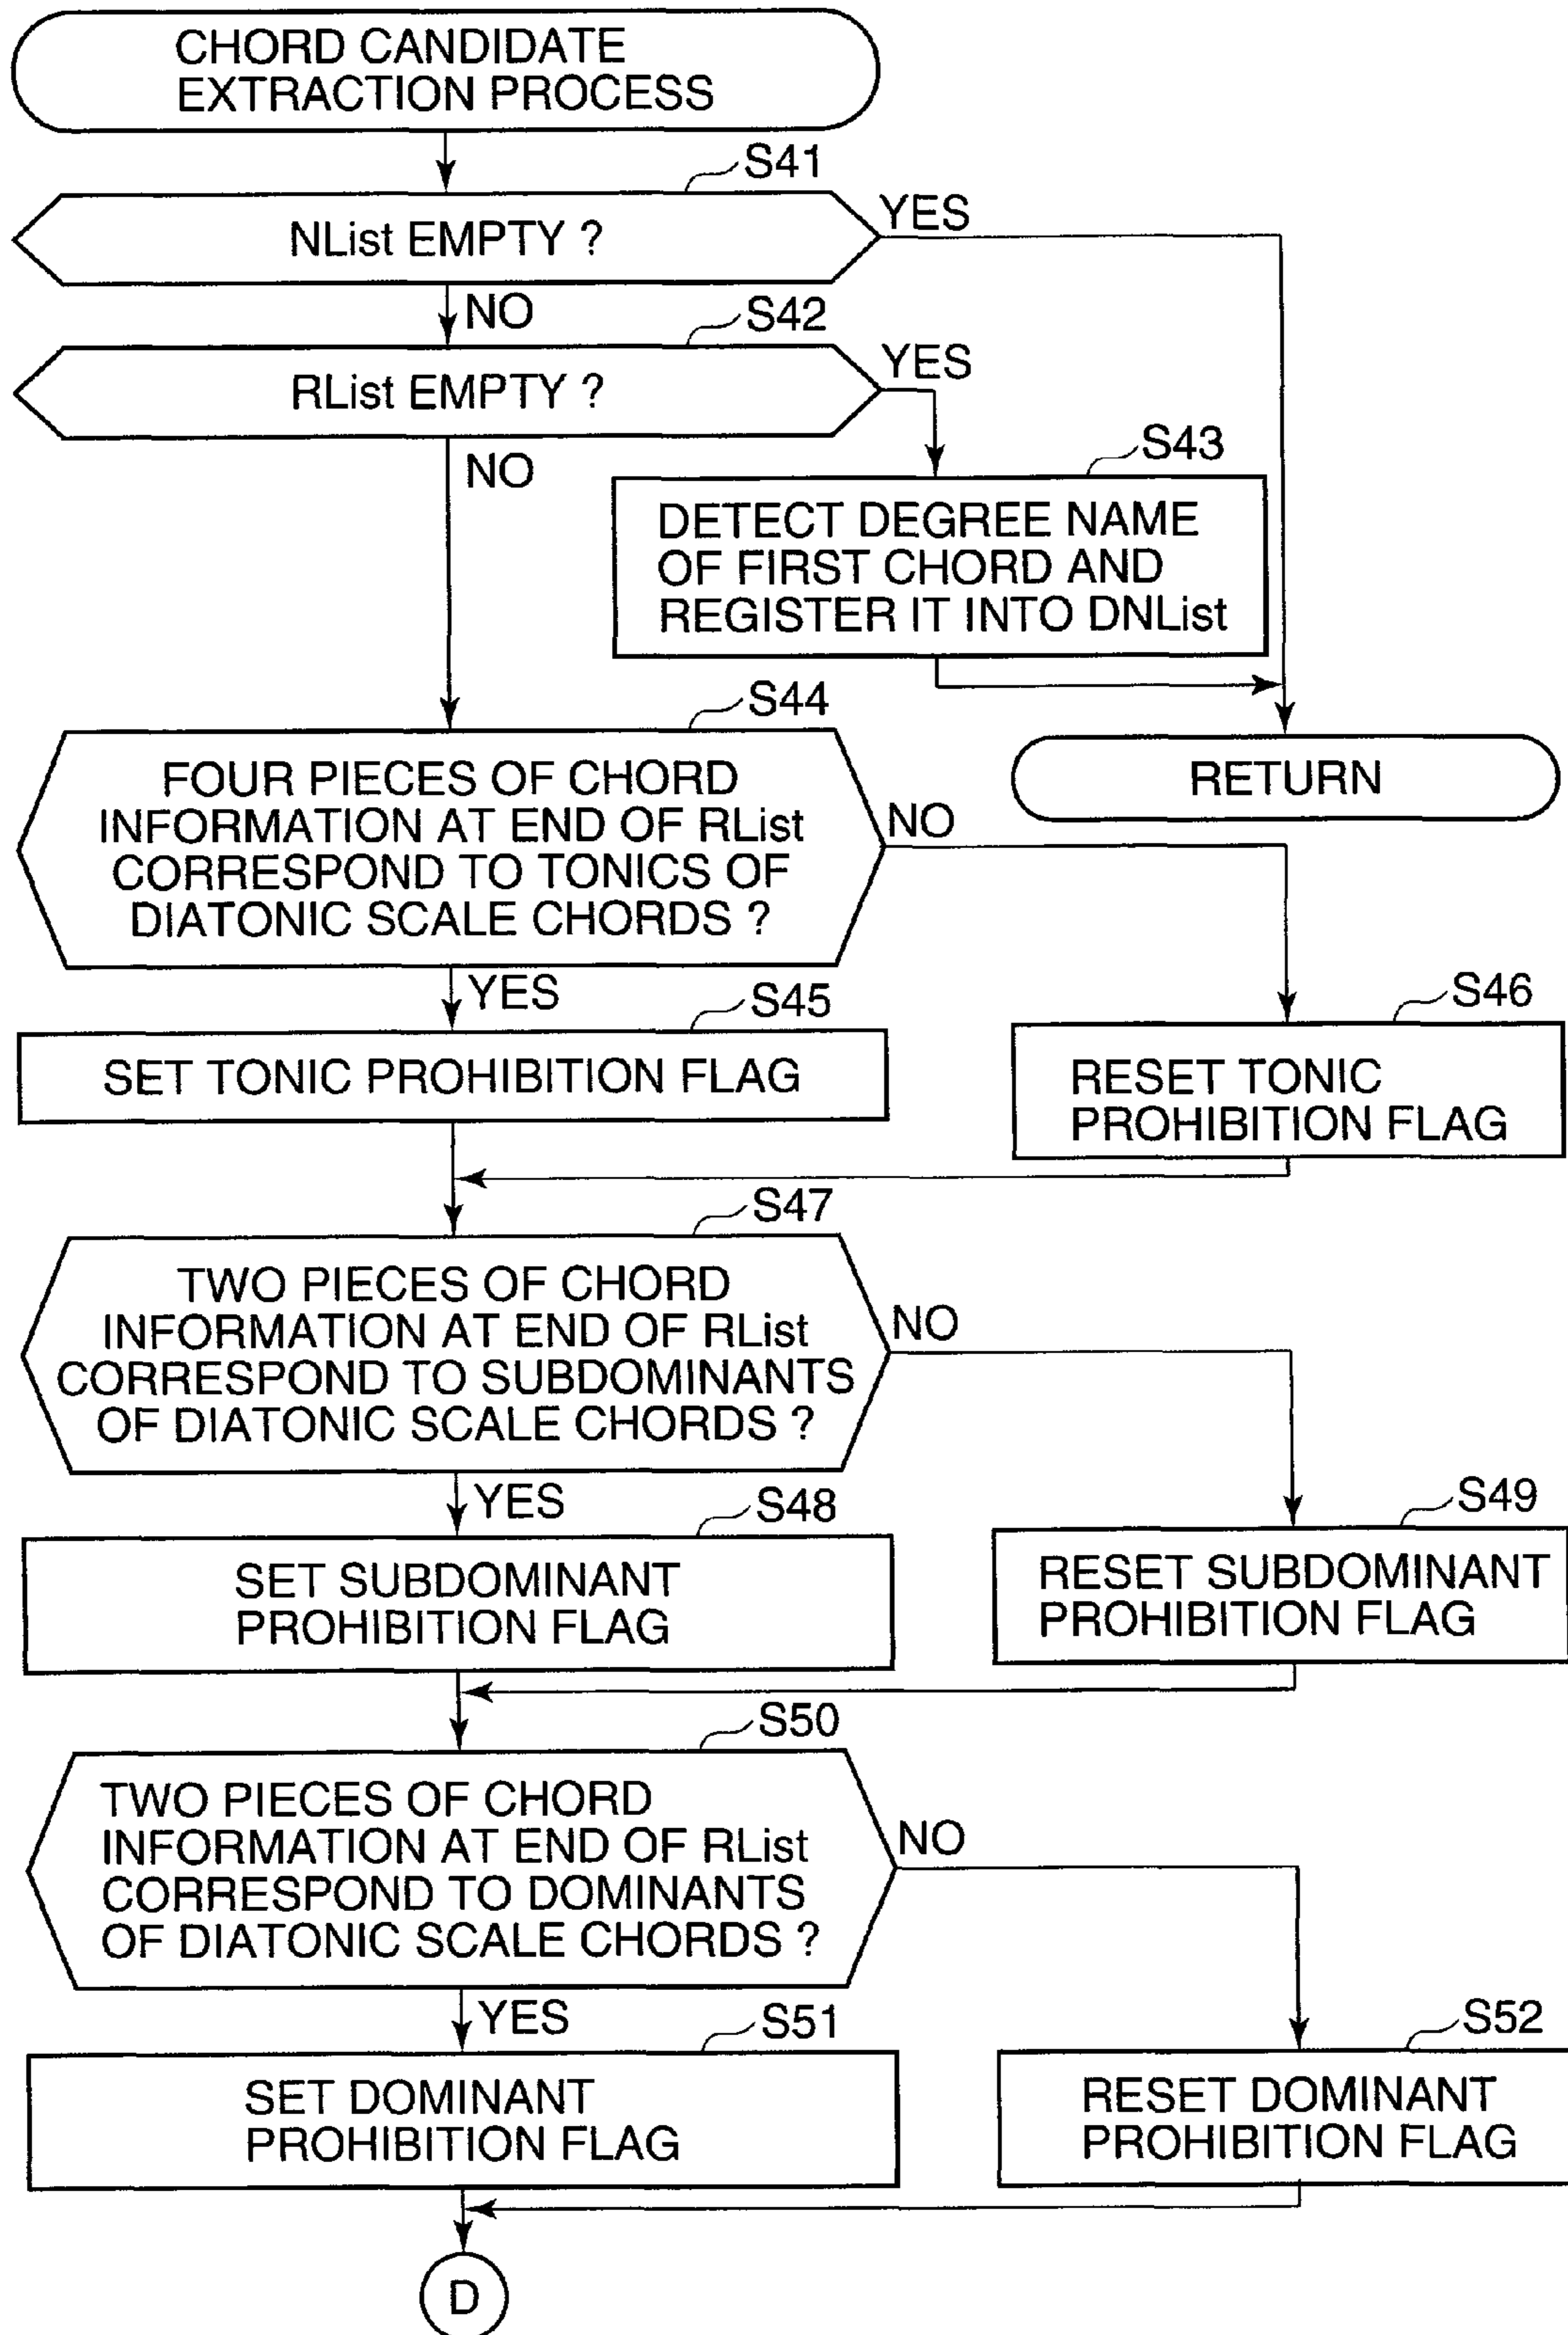 CHORD CANDIDATE
EXTRACTION PROCESS
S41
NList EMPTY ?
YES
NO
S42
RList EMPTY ?
YES
NO
S43
DETECT DEGREE NAME
OF FIRST CHORD AND
REGISTER IT INTO DNList
S44
FOUR PIECES OF CHORD
INFORMATION AT END OF RList
CORRESPOND TO TONICS OF
DIATONIC SCALE CHORDS ?
NO
RETURN
YES
S45
SET TONIC PROHIBITION FLAG
S46
RESET TONIC
PROHIBITION FLAG
S47
TWO PIECES OF CHORD
INFORMATION AT END OF RList
CORRESPOND TO SUBDOMINANTS
OF DIATONIC SCALE CHORDS ?
NO
YES
S48
SET SUBDOMINANT
PROHIBITION FLAG
S49
RESET SUBDOMINANT
PROHIBITION FLAG
S50
TWO PIECES OF CHORD
INFORMATION AT END OF RList
CORRESPOND TO DOMINANTS
OF DIATONIC SCALE CHORDS ?
NO
YES
S51
SET DOMINANT
PROHIBITION FLAG
S52
RESET DOMINANT
PROHIBITION FLAG
D